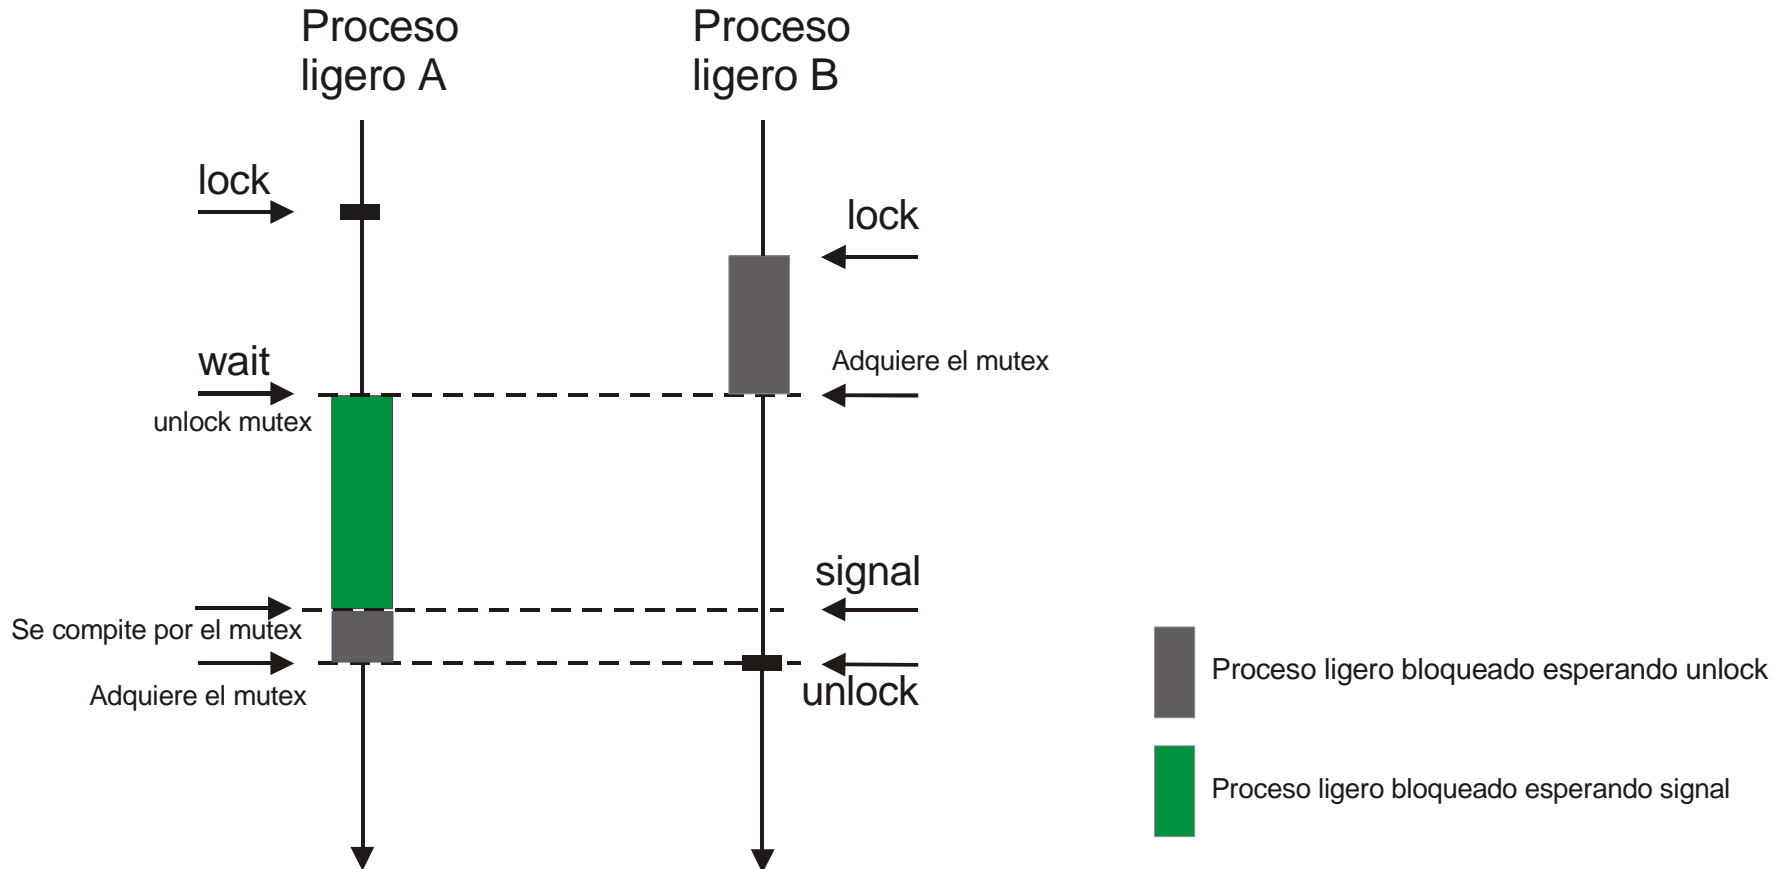 Proceso
ligero A
Proceso
ligero B
lock
lock
wait
Adquiere el mutex
unlock mutex
signal
Se compite por el mutex
Adquiere el mutex
unlock
Proceso ligero bloqueado esperando unlock
Proceso ligero bloqueado esperando signal